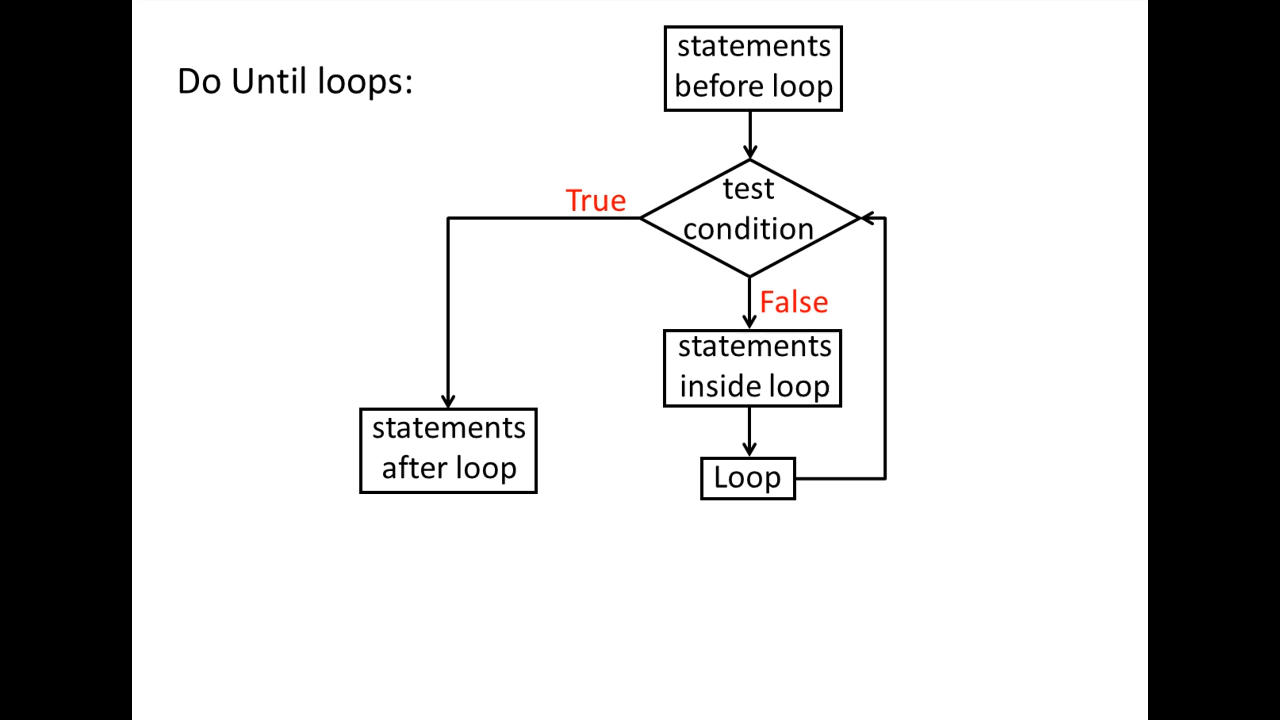 Do Until loops:
statements
before loop
test
condition
True
False
statements
inside loop
Loop
statements
after loop